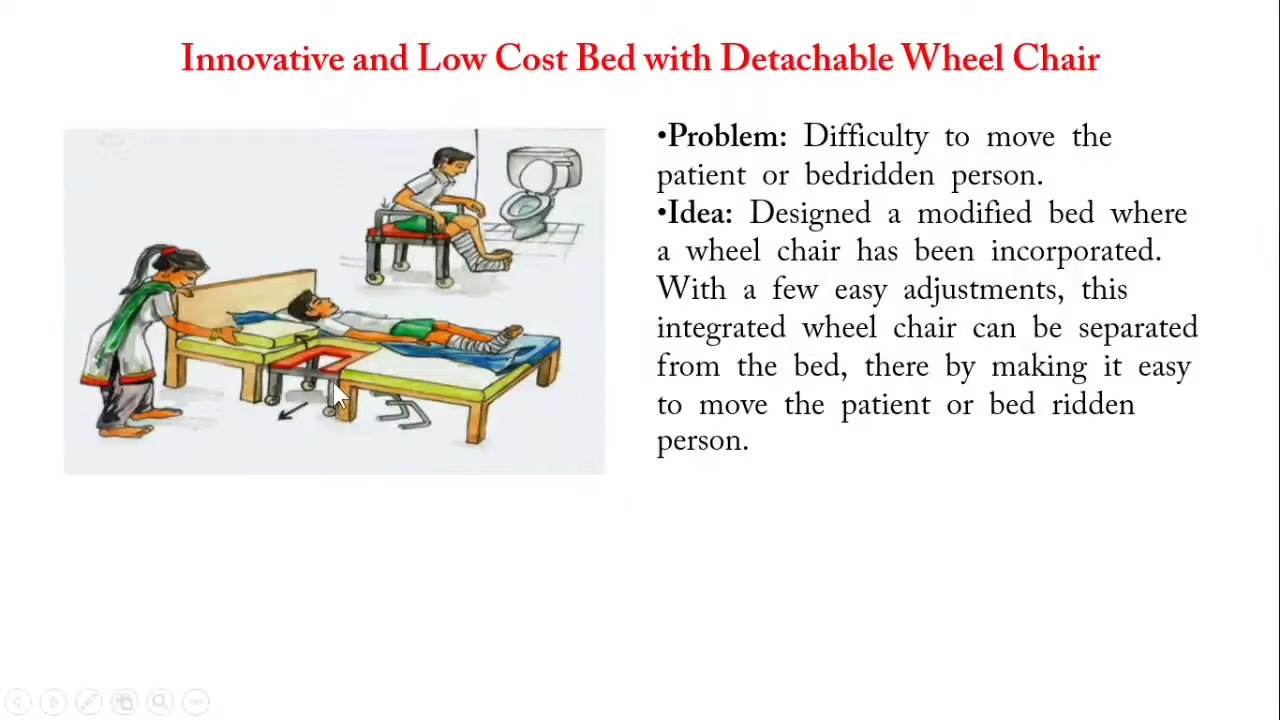 Innovative and Low Cost Bed with Detachable Wheel Chair
•Problem: Difficulty to move the
patient or bedridden person.
•Idea: Designed a modified bed where
a wheel chair has been incorporated.
With a few easy adjustments, this
integrated wheel chair can be separated
from the bed, there by making it easy
to move the patient or bed ridden
person.